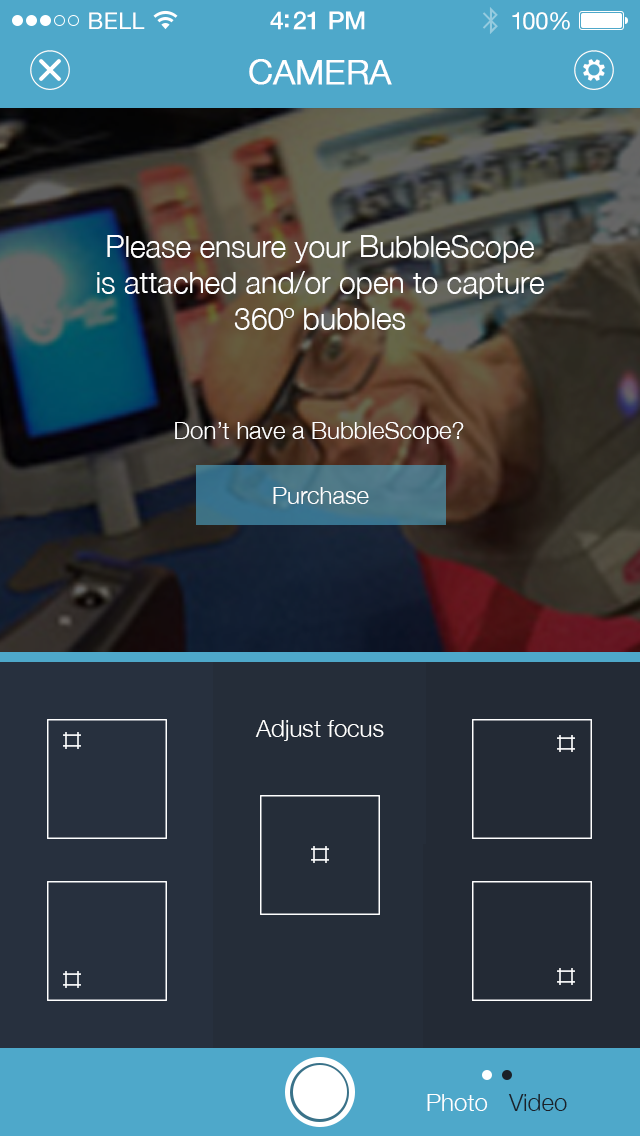 BELL 4:21 PM 100%
CAMERA
Please ensure your BubbleScope
is attached and/or open to capture
360º bubbles
Don't have a BubbleScope?
Purchase
Adjust focus
Photo Video